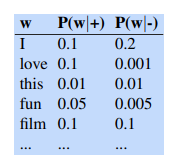 w P(w|+) P(w|-)
I 0.1 0.2
love 0.1 0.001
this 0.01 0.01
fun 0.05 0.005
film 0.1 0.1
... ... ...